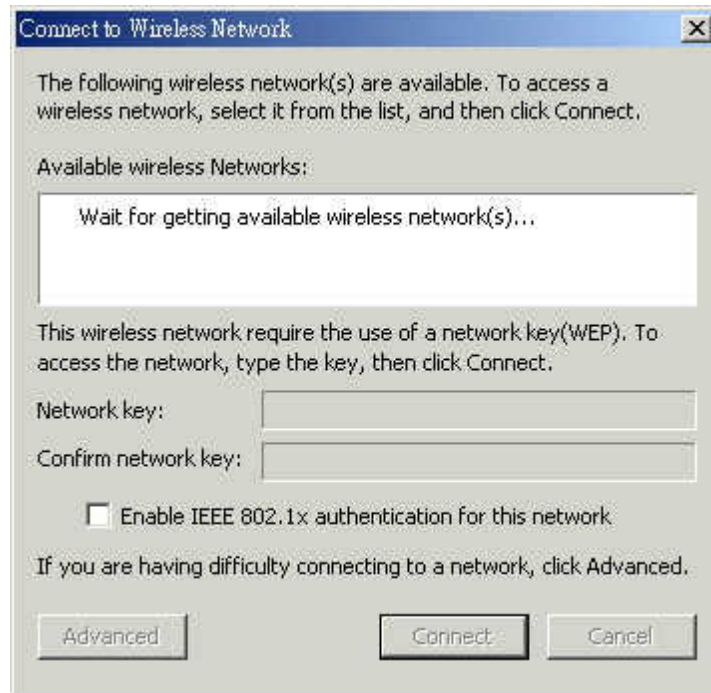 Connect to Wireless Network
The following wireless network(s) are available. To access a
wireless network, select it from the list, and then click Connect.
Available wireless Networks:
Wait for getting available wireless network(s)...
This wireless network require the use of a network key(WEP). To
access the network, type the key, then click Connect.
Network key:
Confirm network key:
Enable IEEE 802.1x authentication for this network
If you are having difficulty connecting to a network, click Advanced.
Advanced
Connect
Cancel